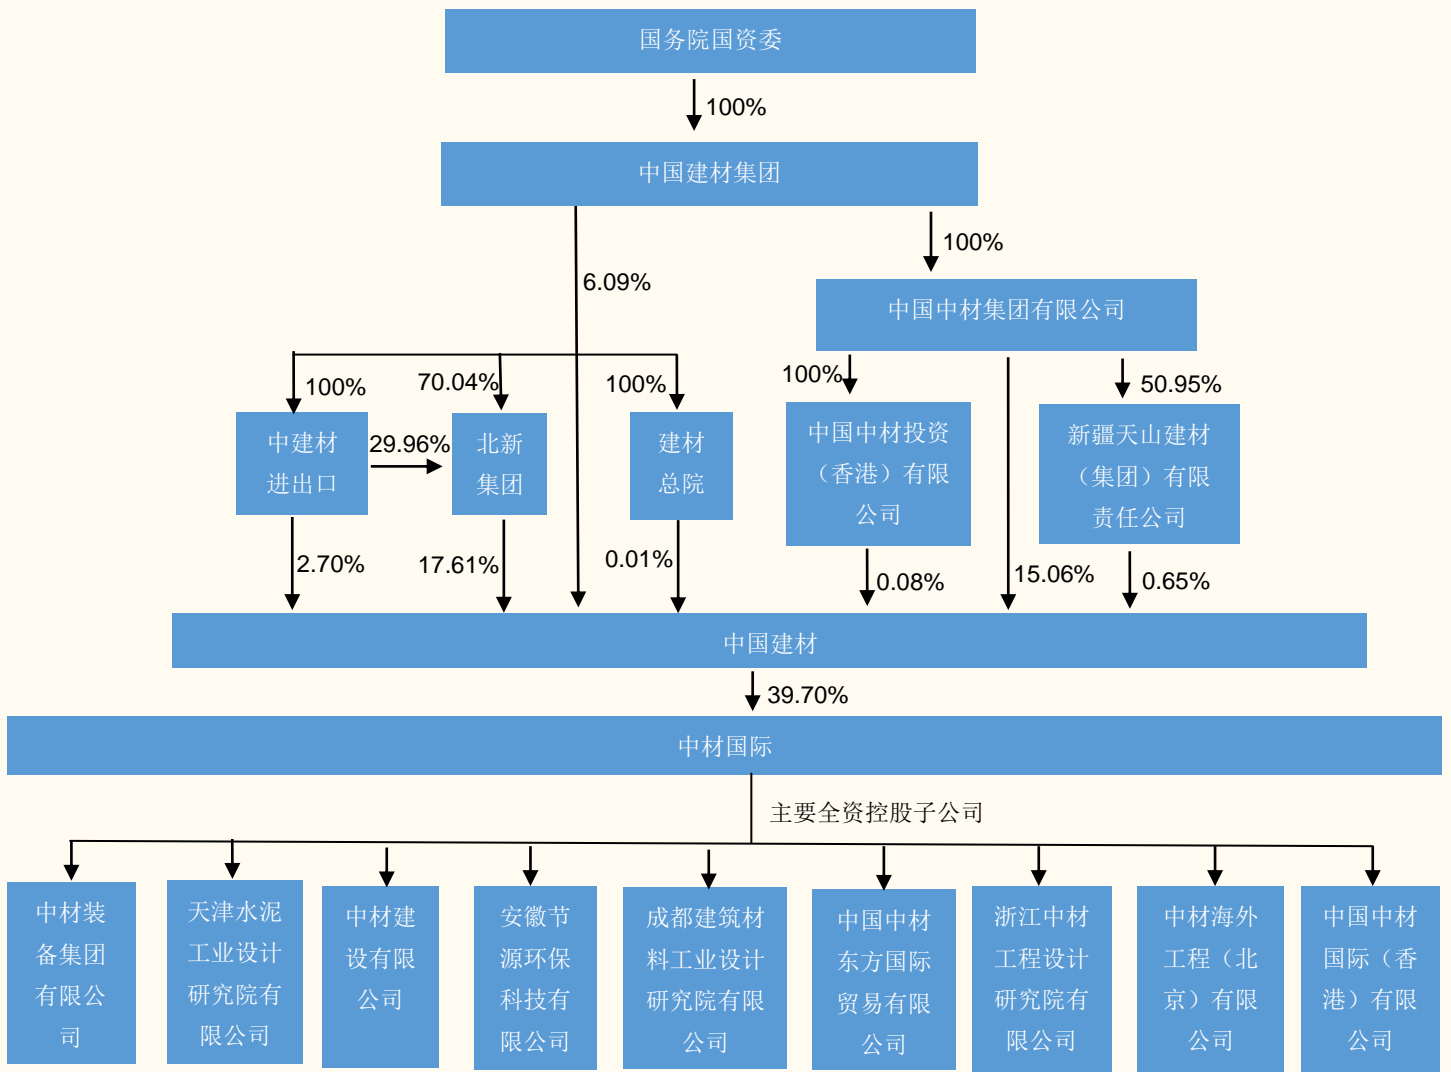 国务院国资委
100%
中国建材集团
100%
6.09%
中国中材集团有限公司
100%
70.04%
100%
100%
50.95%
中建材
进出口
29.96%
北新
集团
建材
总院
中国中材投资
（香港）有限
公司
新疆天山建材
（集团）有限
责任公司
2.70%
17.61%
0.01%
0.08%
15.06%
0.65%
中国建材
39.70%
中材国际
主要全资控股子公司
中材装
备集团
有限公
司
天津水泥
工业设计
研究院有
限公司
中材建
设有限
公司
安徽节
源环保
科技有
限公司
成都建筑材
料工业设计
研究院有限
公司
中国中材
东方国际
贸易有限
公司
浙江中材
工程设计
研究院有
限公司
中材海外
工程（北
京）有限
公司
中国中材
国际（香
港）有限
公司